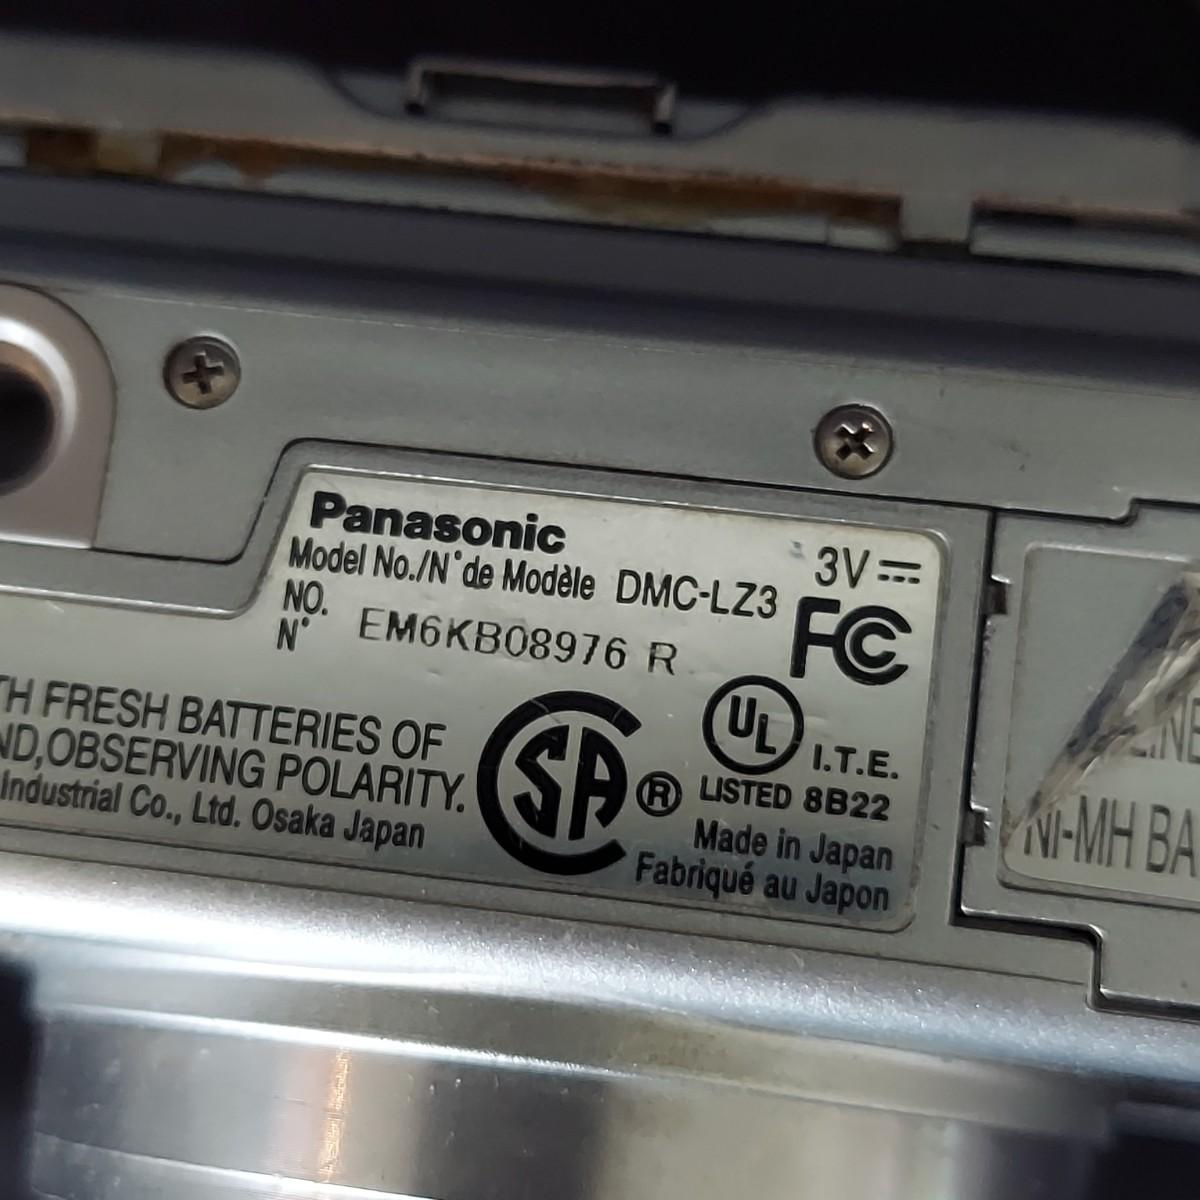 Panasonic
3V
Model No./N° de Modèle DMC-LZ3
FC
NO.
N° EM6KB08976 R
TH FRESH BATTERIES OF
ND,OBSERVING POLARITY.
Industrial Co., Ltd. Osaka Japan
SA ®
UL
I.T.E.
LISTED 8B22
Made in Japan
Fabriqué au Japon
NI-MH BA